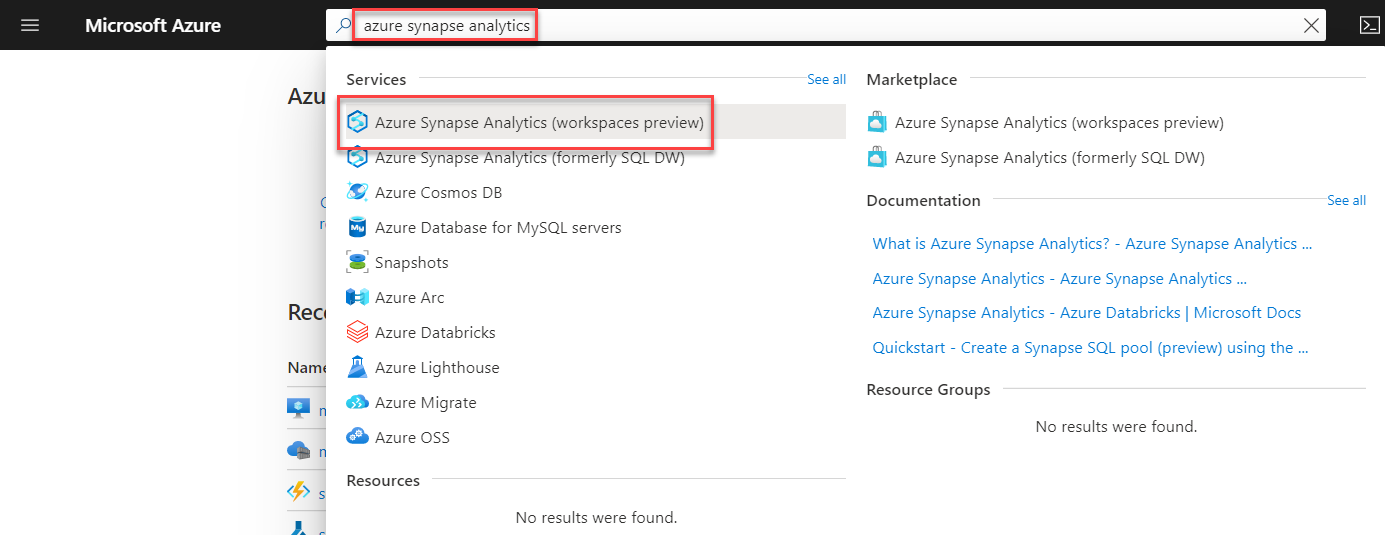 Microsoft Azure
azure synapse analytics
Azu
Rec
Name
Services
See all
Azure Synapse Analytics (workspaces preview)
Azure Synapse Analytics (formerly SQL DW)
Azure Cosmos DB
Azure Database for MySQL servers
Snapshots
Azure Arc
Azure Databricks
Azure Lighthouse
Azure Migrate
Azure OSS
Resources
No results were found.
Marketplace
Azure Synapse Analytics (workspaces preview)
Azure Synapse Analytics (formerly SQL DW)
Documentation
See all
What is Azure Synapse Analytics? - Azure Synapse Analytics ...
Azure Synapse Analytics - Azure Synapse Analytics ...
Azure Synapse Analytics - Azure Databricks | Microsoft Docs
Quickstart - Create a Synapse SQL pool (preview) using the ...
Resource Groups
No results were found.